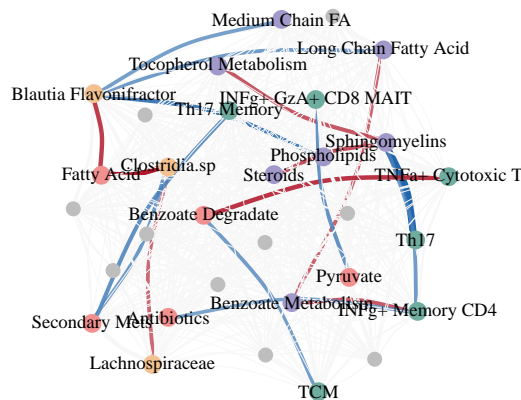 Medium Chain FA
Long Chain Fatty Acid
Tocopherol Metabolism
Blautia Flavonifractor
INFg+ GzA+ CD8 MAIT
Th17 Memory
Sphingomyelins
Phospholipids
Clostridia.sp
Fatty Acid
Steroids
TNFa+ Cytotoxic T
Benzoate Degradate
Th17
Pyruvate
Benzoate Metabolism
INFg+ Memory CD4
Secondary Mets
Antibiotics
Lachnospiraceae
TCM